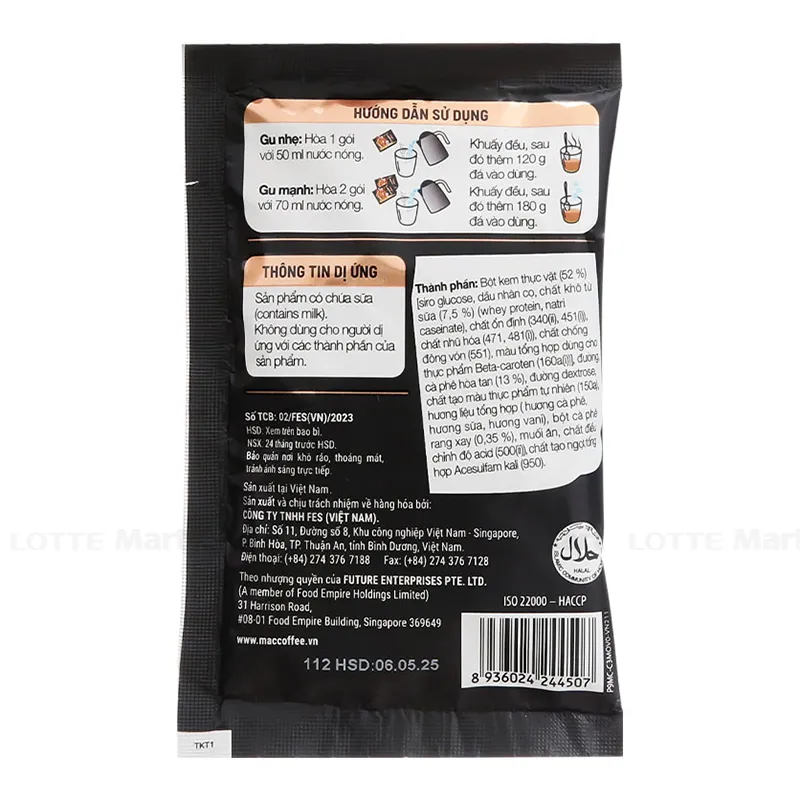 HƯỚNG DẪN SỬ DỤNG
Gu nhẹ: Hòa 1 gói
với 50 ml nước nóng.
Khuấy đều, sau
đó thêm 120 g
đá vào dùng.
Gu mạnh: Hòa 2 gói
với 70 ml nước nóng.
Khuấy đều, sau
đó thêm 180 g
đá vào dùng.
THÔNG TIN DỊ ỨNG
Sản phẩm có chứa sữa
(contains milk).
Không dùng cho người dị
ứng với các thành phần của
sản phẩm.
Thành phần: Bột kem thực vật (52 %)
[siro glucose, dầu nhân cọ, chất khô từ
sữa (7,5 %) (whey protein, natri
caseinate), chất ổn định (340(ii), 451(i)),
chất nhũ hóa (471, 481(i)), chất chống
đông vón (551), màu tổng hợp dùng cho
thực phẩm Beta-caroten (160a(i))], đường,
cà phê hòa tan (13 %), đường dextrose,
chất tạo màu thực phẩm tự nhiên (150a),
hương liệu tổng hợp ( hương cà phê,
hương sữa, hương vani), bột cà phê
rang xay (0,35 %), muối ăn, chất điều
chỉnh độ acid (500(ii)), chất tạo ngọt tổng
hợp Acesulfam kali (950).
Số TCB: 02/FES(VN)/2023
HSD: Xem trên bao bì.
NSX: 24 tháng trước HSD.
Bảo quản nơi khô ráo, thoáng mát,
tránh ánh sáng trực tiếp.
Sản xuất tại Việt Nam.
Sản xuất và chịu trách nhiệm về hàng hóa bởi:
CÔNG TY TNHH FES (VIỆT NAM).
Địa chỉ: Số 11, Đường số 8, Khu công nghiệp Việt Nam - Singapore,
P. Bình Hòa, TP. Thuận An, tỉnh Bình Dương, Việt Nam.
Điện thoại: (+84) 274 376 7188 Fax: (+84) 274 376 7128
Theo nhượng quyền của FUTURE ENTERPRISES PTE. LTD.
(A member of Food Empire Holdings Limited)
31 Harrison Road,
#08-01 Food Empire Building, Singapore 369649
www.maccoffee.vn
112 HSD:06.05.25
حلال
HALAL
ISO 22000 – HACCP
8 936024 244507
P9MC-C3MOV0-VN211
TKT1
LOTTE Mart
LOTTE Mart